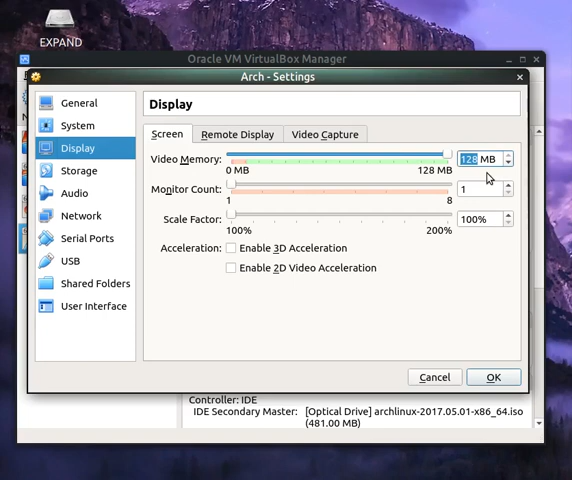 EXPAND
Oracle VM VirtualBox Manager
Arch - Settings
General
System
Display
Storage
Audio
Network
Serial Ports
USB
Shared Folders
User Interface
Display
Screen
Remote Display
Video Capture
Video Memory:
128 MB
0 MB
128 MB
Monitor Count:
1
1
8
Scale Factor:
100%
100%
200%
Acceleration:
Enable 3D Acceleration
Enable 2D Video Acceleration
Cancel
OK
Controller: IDE
IDE Secondary Master: [Optical Drive] archlinux-2017.05.01-x86_64.iso
(481.00 MB)